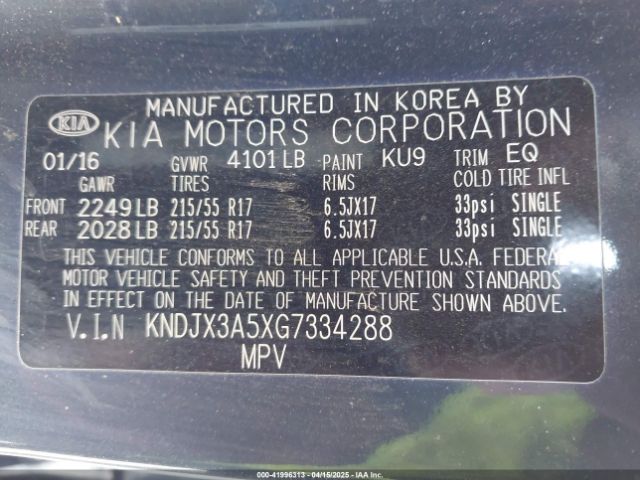 MANUFACTURED IN KOREA BY
KIA KIA MOTORS CORPORATION
01/16 GVWR 4101 LB PAINT KU9 TRIM EQ
GAWR TIRES RIMS COLD TIRE INFL
FRONT 2249 LB 215/55 R17 6.5JX17 33psi SINGLE
REAR 2028 LB 215/55 R17 6.5JX17 33psi SINGLE
THIS VEHICLE CONFORMS TO ALL APPLICABLE U.S.A. FEDERAL
MOTOR VEHICLE SAFETY AND THEFT PREVENTION STANDARDS
IN EFFECT ON THE DATE OF MANUFACTURE SHOWN ABOVE.
V.I.N KNDJX3A5XG7334288
MPV
000-41996313 - 04/15/2025 - IAA Inc.